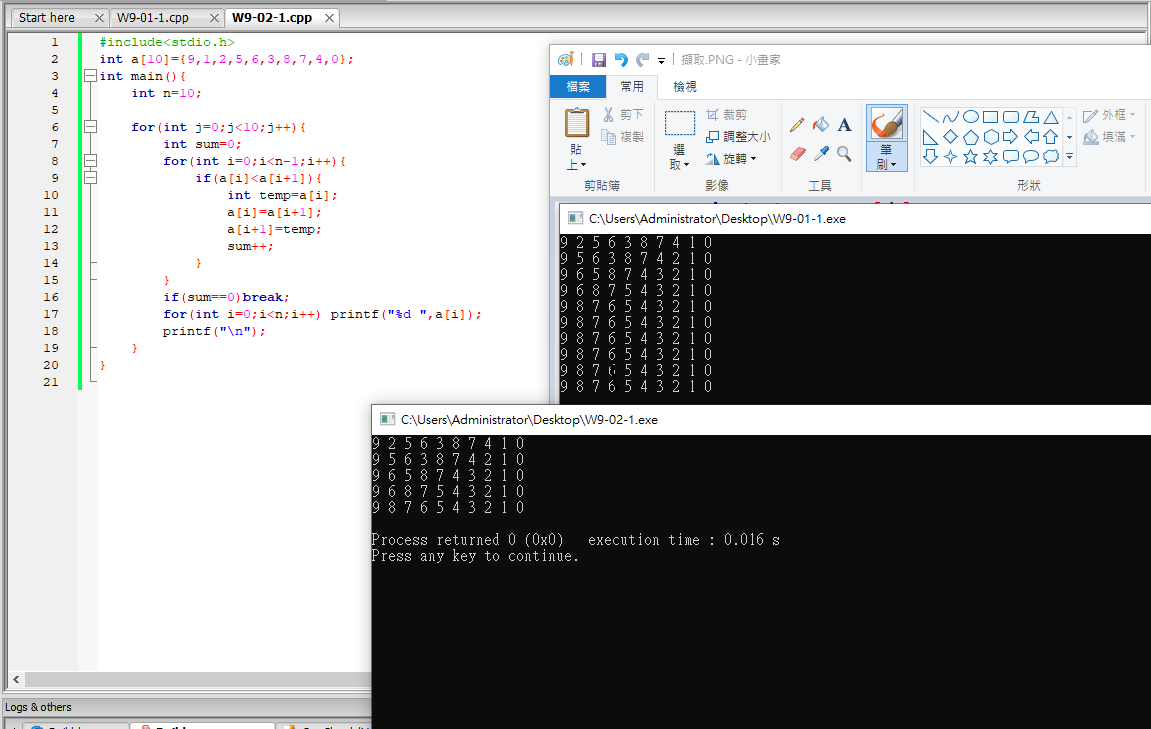 Start here
W9-01-1.cpp
W9-02-1.cpp
1 #include<stdio.h>
2 int a[10]={9,1,2,5,6,3,8,7,4,0};
3 int main(){
4 int n=10;
5
6 for(int j=0;j<10;j++){
7 int sum=0;
8 for(int i=0;i<n-1;i++){
9 if(a[i]<a[i+1]){
10 int temp=a[i];
11 a[i]=a[i+1];
12 a[i+1]=temp;
13 sum++;
14 }
15 }
16 if(sum==0)break;
17 for(int i=0;i<n;i++) printf("%d ",a[i]);
18 printf("\n");
19 }
20 }
21
擷取.PNG - 小畫家
檔案 常用 檢視
貼上
剪下
複製
剪貼簿
選取
裁剪
調整大小
旋轉
影像
A
工具
筆刷
外框
填滿
形狀
C:\Users\Administrator\Desktop\W9-01-1.exe
9 2 5 6 3 8 7 4 1 0
9 5 6 3 8 7 4 2 1 0
9 6 5 8 7 4 3 2 1 0
9 6 8 7 5 4 3 2 1 0
9 8 7 6 5 4 3 2 1 0
9 8 7 6 5 4 3 2 1 0
9 8 7 6 5 4 3 2 1 0
9 8 7 6 5 4 3 2 1 0
9 8 7 6 5 4 3 2 1 0
9 8 7 6 5 4 3 2 1 0
C:\Users\Administrator\Desktop\W9-02-1.exe
9 2 5 6 3 8 7 4 1 0
9 5 6 3 8 7 4 2 1 0
9 6 5 8 7 4 3 2 1 0
9 6 8 7 5 4 3 2 1 0
9 8 7 6 5 4 3 2 1 0
Process returned 0 (0x0) execution time : 0.016 s
Press any key to continue.
Logs & others